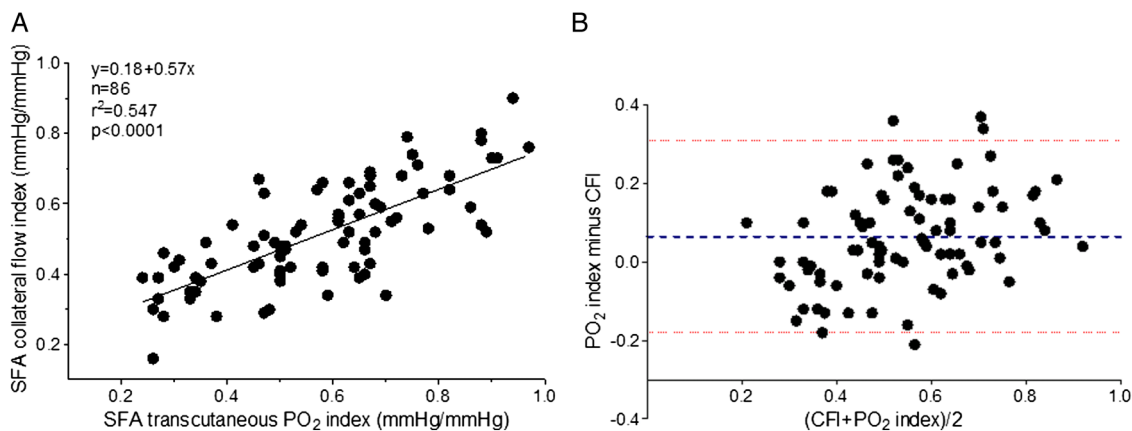 A
SFA collateral flow index (mmHg/mmHg)
1.0
0.8
0.6
0.4
0.2
y=0.18+0.57x
n=86
r²=0.547
p<0.0001
0.2 0.4 0.6 0.8 1.0
SFA transcutaneous PO₂ index (mmHg/mmHg)
B
PO₂ index minus CFI
0.4
0.2
0.0
-0.2
-0.4
0.2 0.4 0.6 0.8 1.0
(CFI+PO₂ index)/2